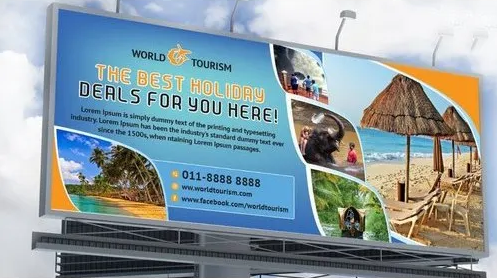 WORLD TOURISM
THE BEST HOLIDAY
DEALS FOR YOU HERE!
Lorem Ipsum is simply dummy text of the printing and typesetting
industry. Lorem Ipsum has been the industry's standard dummy text ever
since the 1500s, when ntaining Lorem Ipsum passages.
011-8888 8888
www.worldtourism.com
www.facebook.com/worldtourism